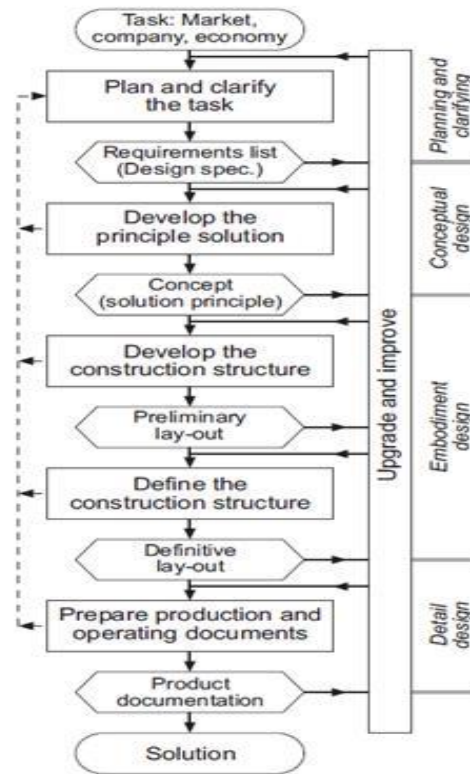 Task: Market,
company, economy
Plan and clarify
the task
Requirements list
(Design spec.)
Develop the
principle solution
Concept
(solution principle)
Develop the
construction structure
Preliminary
lay-out
Define the
construction structure
Definitive
lay-out
Prepare production and
operating documents
Product
documentation
Solution
Upgrade and improve
Planning and
clarifying
Conceptual
design
Embodiment
design
Detail
design